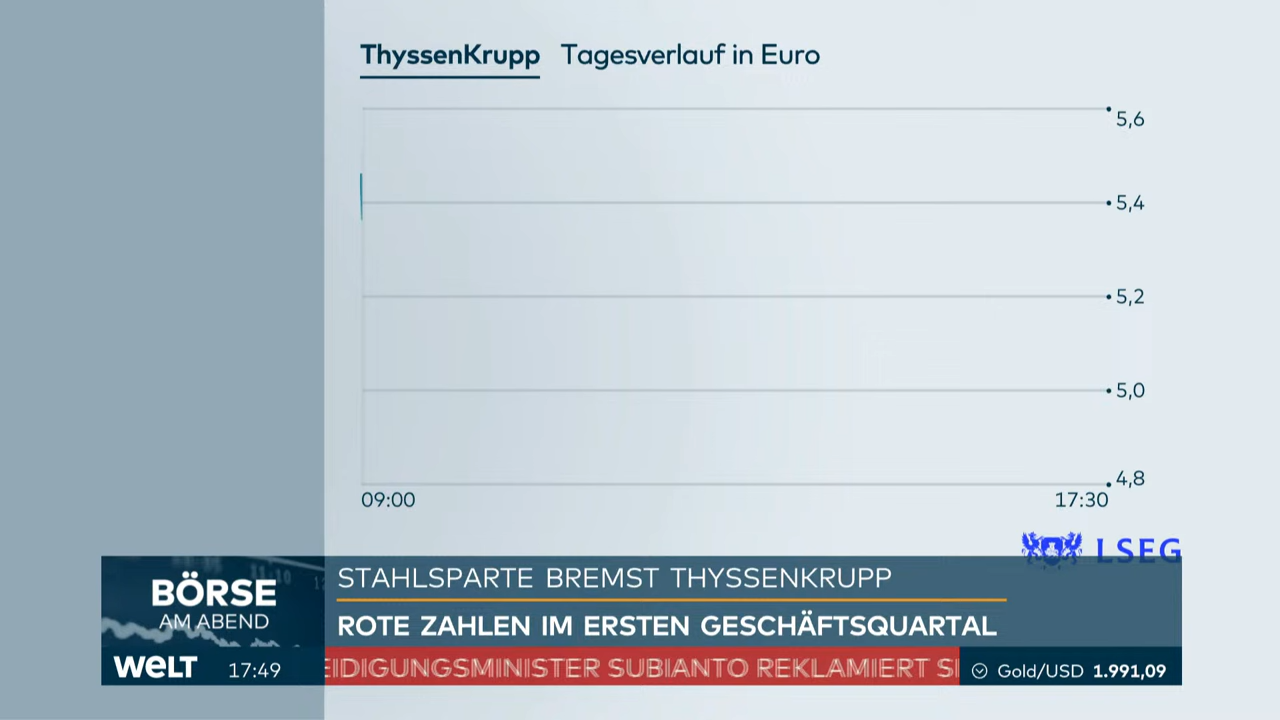 ThyssenKrupp Tagesverlauf in Euro
5,6
5,4
5,2
5,0
4,8
09:00 17:30
LSEG
STAHLSPARTE BREMST THYSSENKRUPP
BÖRSE
AM ABEND
ROTE ZAHLEN IM ERSTEN GESCHÄFTSQUARTAL
WELT 17:49 EIDIGUNGSMINISTER SUBIANTO REKLAMIERT SI Gold/USD 1.991,09